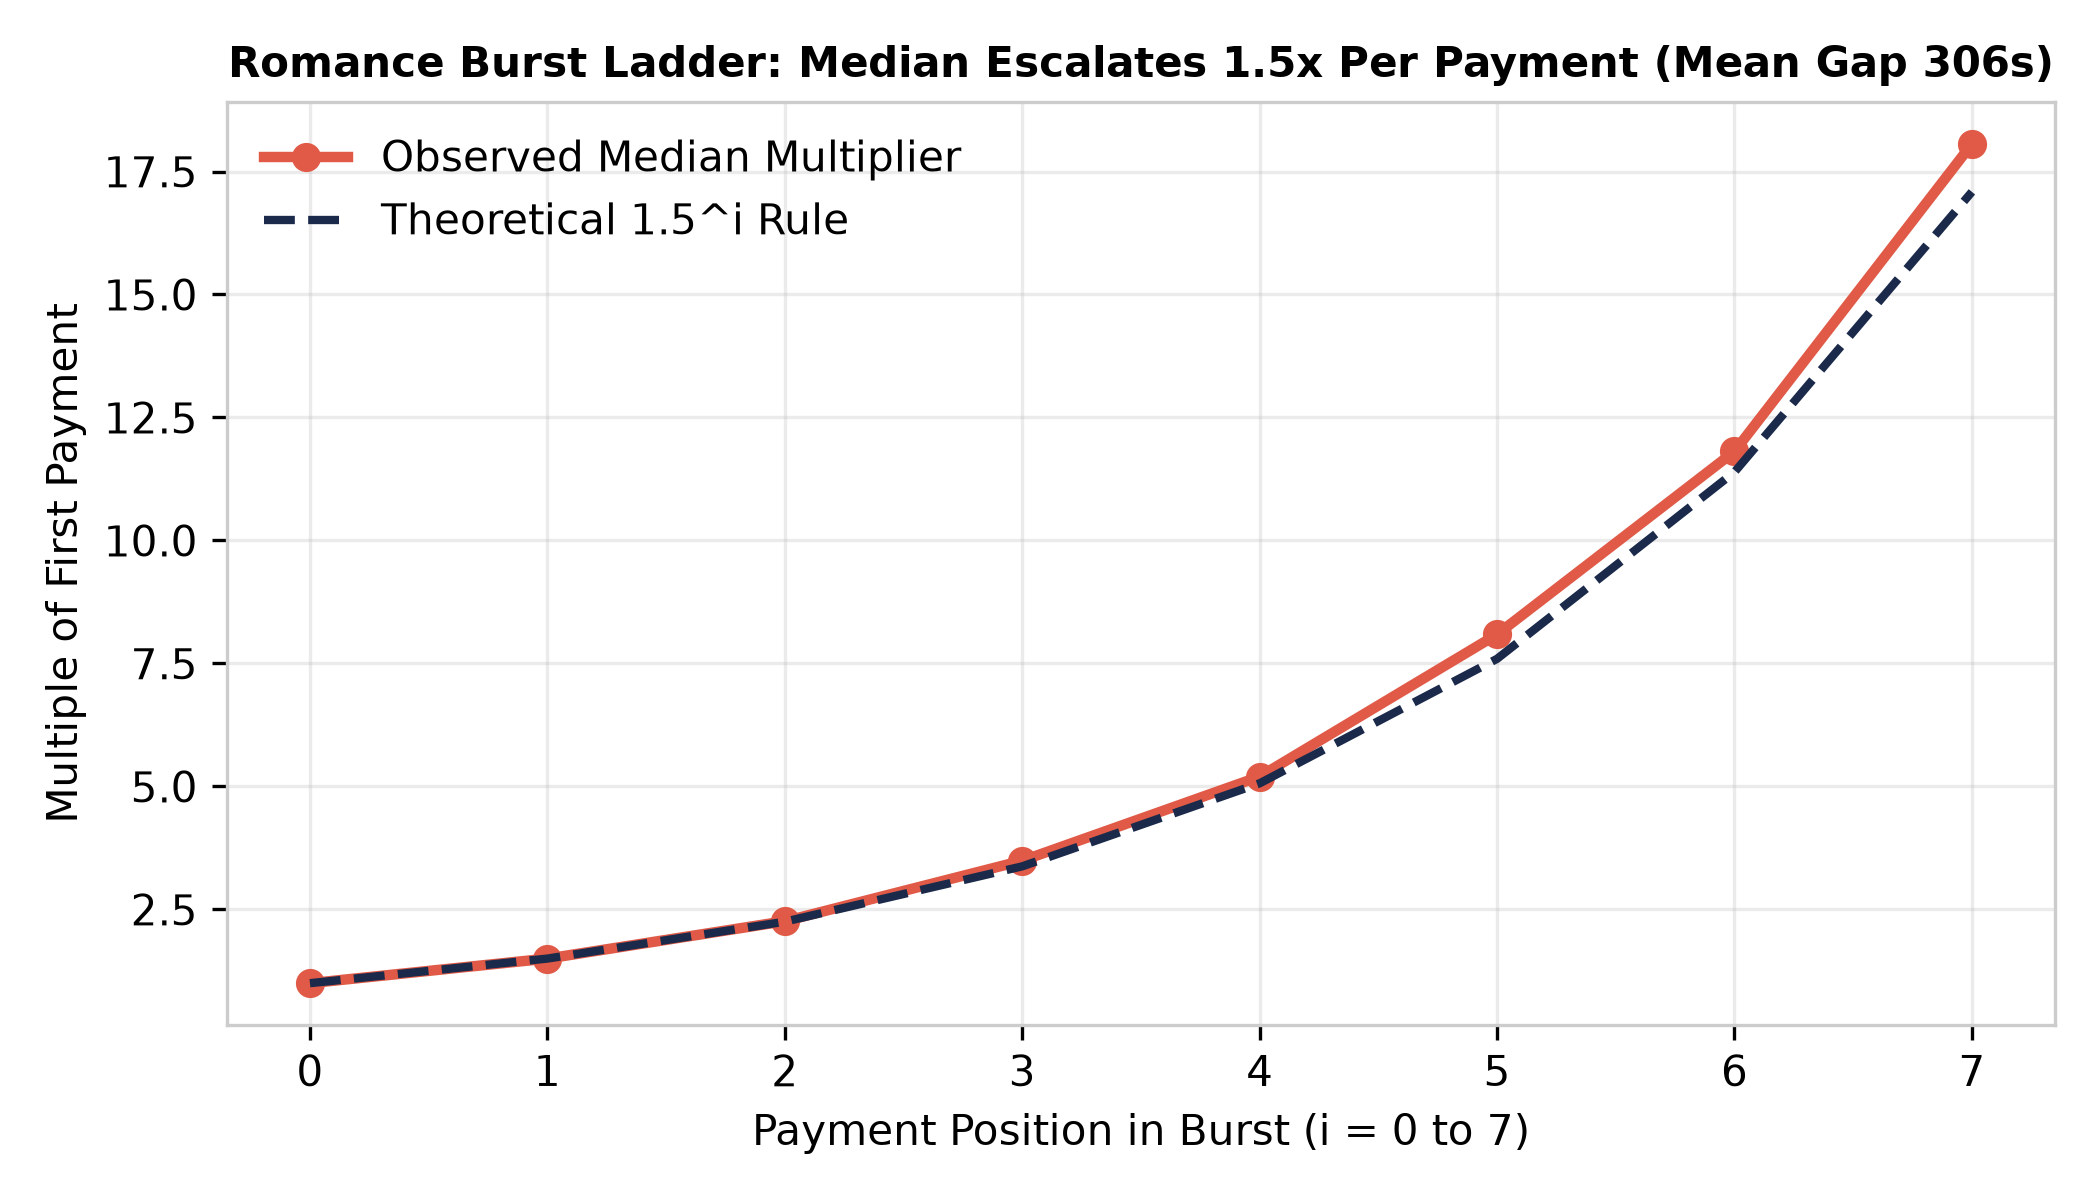 Romance Burst Ladder: Median Escalates 1.5x Per Payment (Mean Gap 306s)
Observed Median Multiplier
Theoretical 1.5^i Rule
Multiple of First Payment
17.5
15.0
12.5
10.0
7.5
5.0
2.5
0 1 2 3 4 5 6 7
Payment Position in Burst (i = 0 to 7)